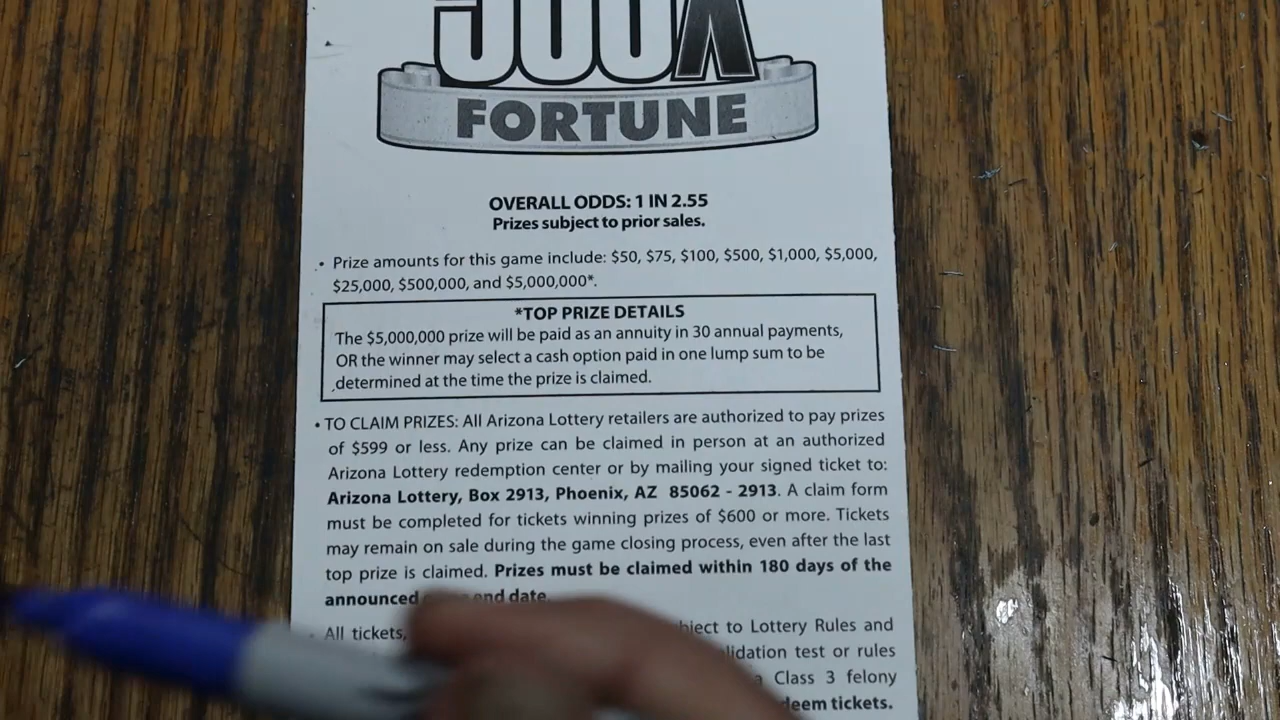 500X
FORTUNE
OVERALL ODDS: 1 IN 2.55
Prizes subject to prior sales.
• Prize amounts for this game include: $50, $75, $100, $500, $1,000, $5,000,
$25,000, $500,000, and $5,000,000*.
*TOP PRIZE DETAILS
The $5,000,000 prize will be paid as an annuity in 30 annual payments,
OR the winner may select a cash option paid in one lump sum to be
determined at the time the prize is claimed.
• TO CLAIM PRIZES: All Arizona Lottery retailers are authorized to pay prizes
of $599 or less. Any prize can be claimed in person at an authorized
Arizona Lottery redemption center or by mailing your signed ticket to:
Arizona Lottery, Box 2913, Phoenix, AZ 85062 - 2913. A claim form
must be completed for tickets winning prizes of $600 or more. Tickets
may remain on sale during the game closing process, even after the last
top prize is claimed. Prizes must be claimed within 180 days of the
announced end date.
• All tickets, to Lottery Rules and
test or rules
Class 3 felony
tickets.